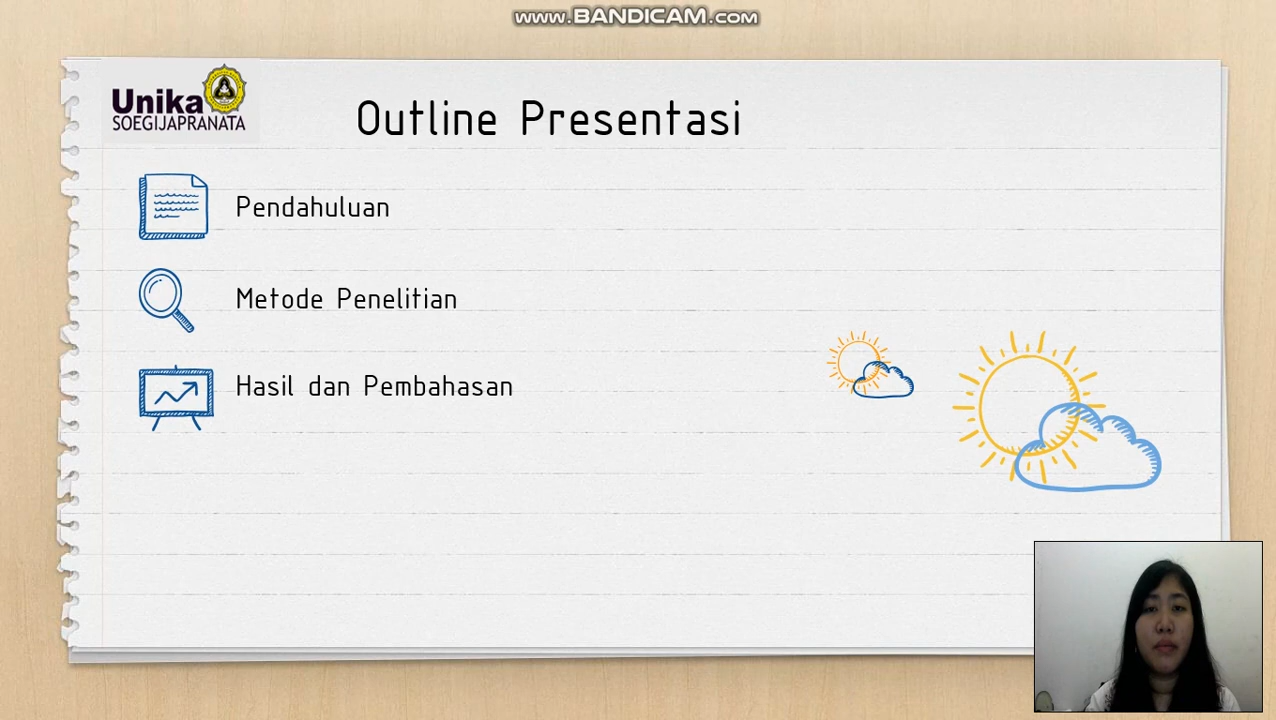 www.BANDICAM.com
Unika
SOEGIJAPRANATA
Outline Presentasi
Pendahuluan
Metode Penelitian
Hasil dan Pembahasan